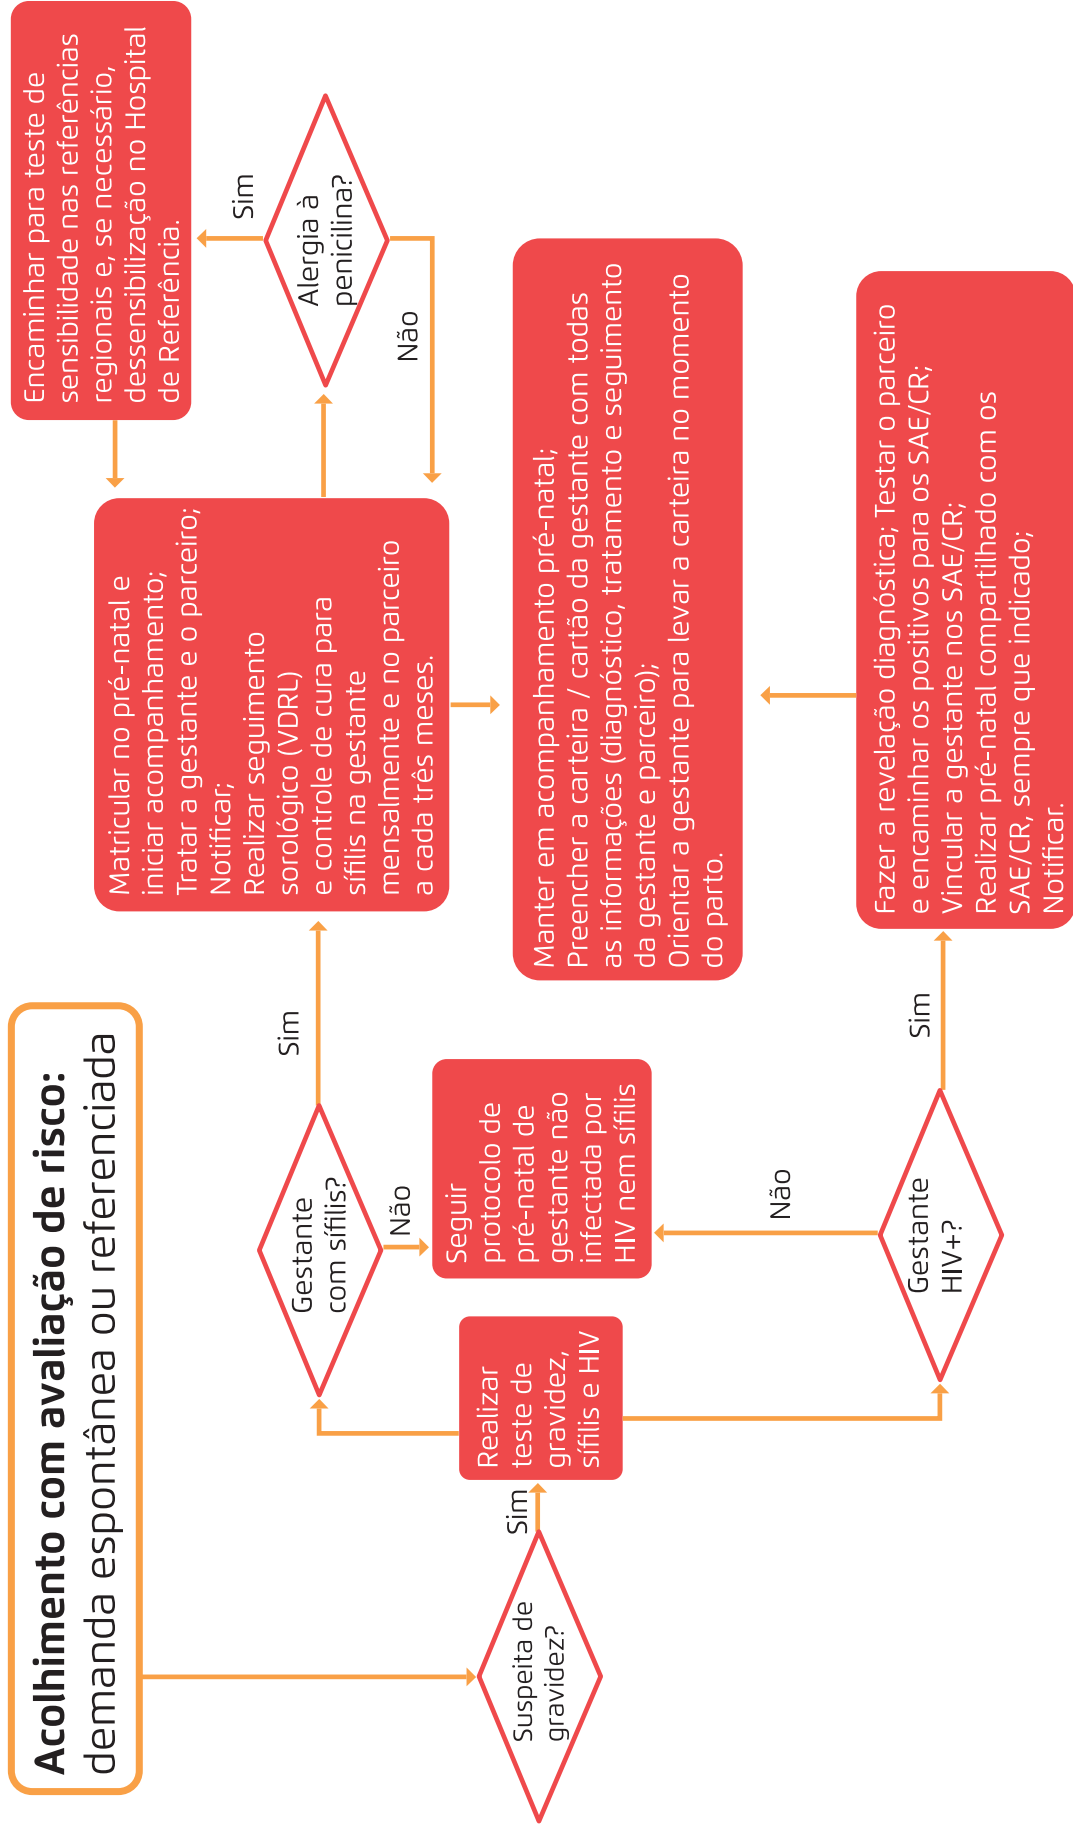 Acolhimento com avaliação de risco:
demanda espontânea ou referenciada
Suspeita de
gravidez?
Sim
Realizar
teste de
gravidez,
sífilis e HIV
Gestante
com sífilis?
Sim
Não
Seguir
protocolo de
pré-natal de
gestante não
infectada por
HIV nem sífilis
Não
Gestante
HIV+?
Sim
Matricular no pré-natal e
iniciar acompanhamento;
Tratar a gestante e o parceiro;
Notificar;
Realizar seguimento
sorológico (VDRL)
e controle de cura para
sífilis na gestante
mensalmente e no parceiro
a cada três meses.
Alergia à
penicilina?
Sim
Não
Encaminhar para teste de
sensibilidade nas referências
regionais e, se necessário,
dessensibilização no Hospital
de Referência.
Manter em acompanhamento pré-natal;
Preencher a carteira / cartão da gestante com todas
as informações (diagnóstico, tratamento e seguimento
da gestante e parceiro);
Orientar a gestante para levar a carteira no momento
do parto.
Fazer a revelação diagnóstica; Testar o parceiro
e encaminhar os positivos para os SAE/CR;
Vincular a gestante nos SAE/CR;
Realizar pré-natal compartilhado com os
SAE/CR, sempre que indicado;
Notificar.